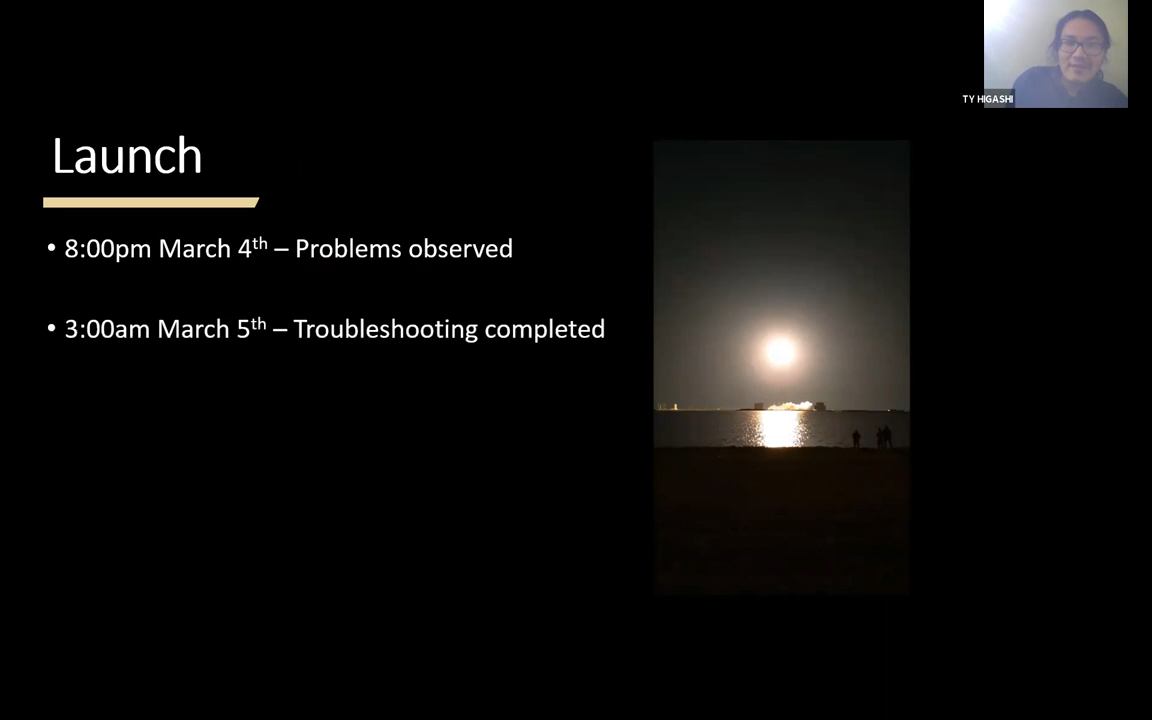 TY HIGASHI
Launch
• 8:00pm March 4th – Problems observed
• 3:00am March 5th – Troubleshooting completed